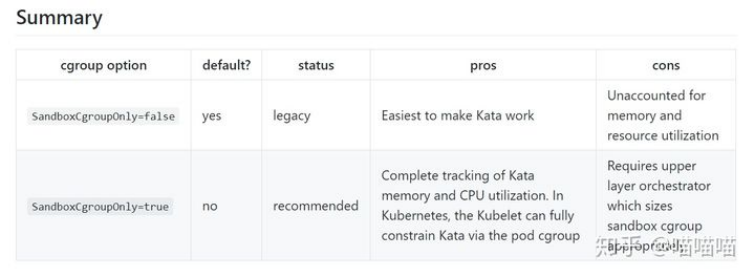 Summary
cgroup option default? status pros cons
SandboxCgroupOnly=false yes legacy Easiest to make Kata work Unaccounted for
memory and
resource utilization
SandboxCgroupOnly=true no recommended Complete tracking of Kata
memory and CPU utilization. In
Kubernetes, the Kubelet can fully
constrain Kata via the pod cgroup
Requires upper
layer orchestrator
which sizes
sandbox cgroup
appropriately
知乎 @喵喵喵